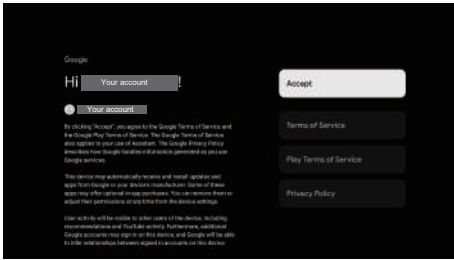 Google
Hi Your account !
Your account
By clicking "Accept", you agree to the Google Terms of Service and
the Google Play Terms of Service. The Google Terms of Service
also applies to your use of Assistant. The Google Privacy Policy
describes how Google handles information generated as you use
Google services.
This device may automatically receive and install updates and
apps from Google or your device's manufacturer. Some of these
apps may offer optional in-app purchases. You can remove them or
adjust their permissions at any time from the device settings.
User activity will be visible to other users of the device, including
recommendations and YouTube activity. Furthermore, additional
Google accounts may sign in on this device, and Google will be able
to infer relationships between signed in accounts on this device.
Accept
Terms of Service
Play Terms of Service
Privacy Policy